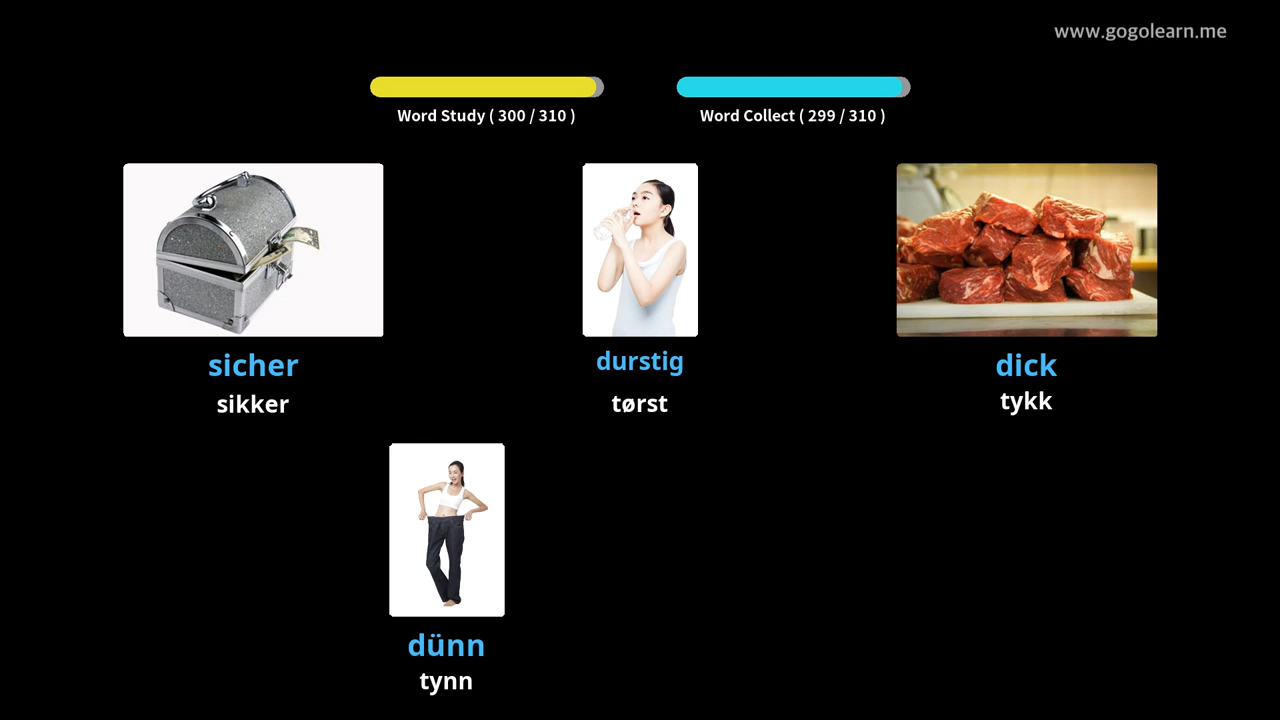 www.gogolearn.me
Word Study ( 300 / 310 )
Word Collect ( 299 / 310 )
sicher
sikker
durstig
tørst
dick
tykk
dünn
tynn